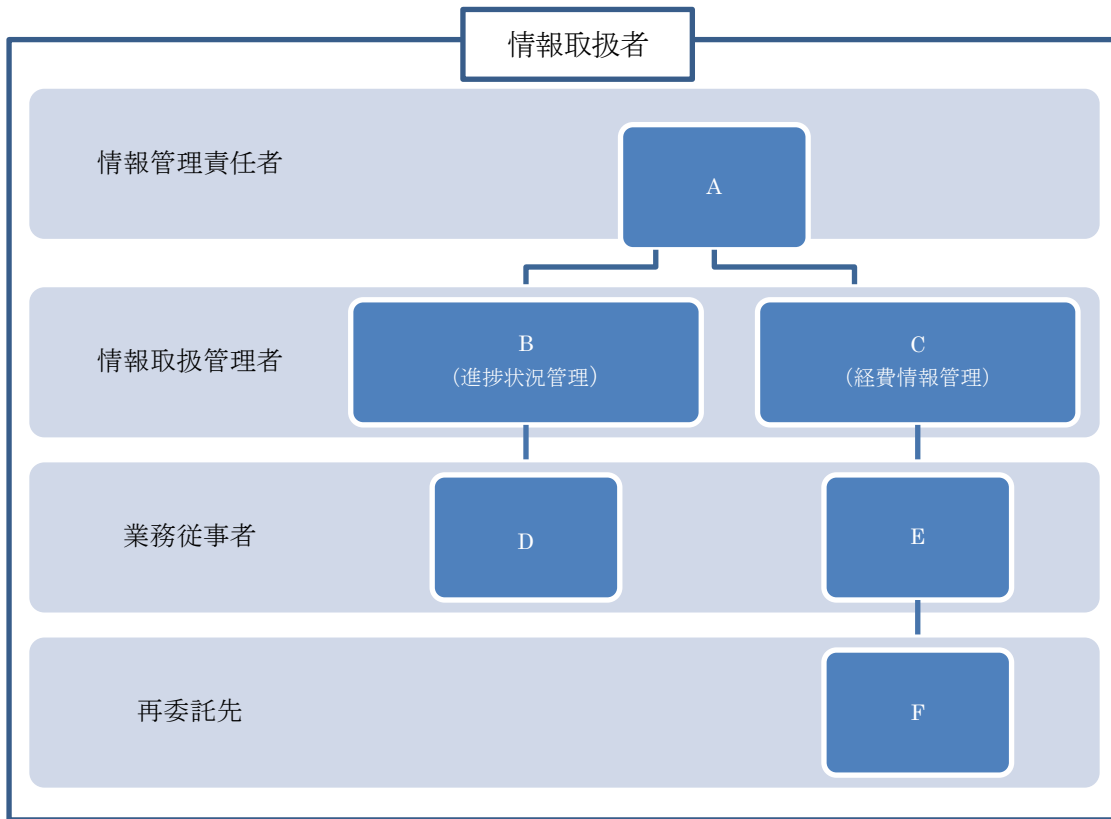 情報取扱者
情報管理責任者
A
情報取扱管理者
B
(進捗状況管理)
C
(経費情報管理)
業務従事者
D
E
再委託先
F